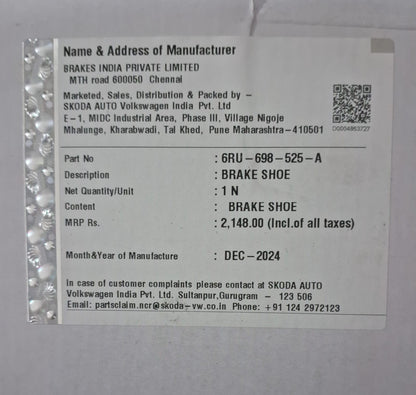 Name & Address of Manufacturer
BRAKES INDIA PRIVATE LIMITED
MTH road 600050 Chennai
Marketed, Sales, Distribution & Packed by -
SKODA AUTO Volkswagen India Pvt. Ltd
E-1, MIDC Industrial Area, Phase III, Village Nigoje
Mhalunge, Kharabwadi, Tal Khed, Pune Maharashtra-410501
D0004853727
Part No : 6RU-698-525-A
Description : BRAKE SHOE
Net Quantity/Unit : 1 N
Content : BRAKE SHOE
MRP Rs. : 2,148.00 (Incl.of all taxes)
Month&Year of Manufacture : DEC-2024
In case of customer complaints please contact at SKODA AUTO
Volkswagen India Pvt. Ltd. Sultanpur,Gurugram - 123 506
Email: partsclaim.ncr@skoda-vw.co.in Phone: +91 124 2972123